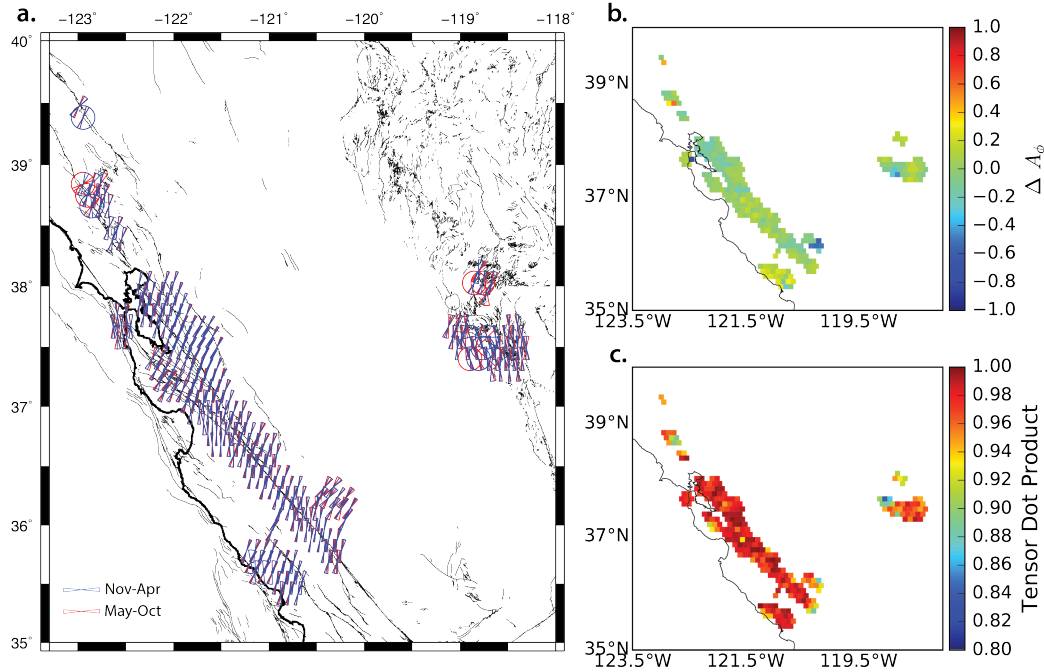 a.
−123° −122° −121° −120° −119° −118°
40°
39°
38°
37°
36°
35°
Nov-Apr
May-Oct
b.
39°N
37°N
35°N
123.5°W 121.5°W 119.5°W
1.0
0.8
0.6
0.4
0.2
0.0
−0.2
−0.4
−0.6
−0.8
−1.0
Δ Aϕ
c.
39°N
37°N
35°N
123.5°W 121.5°W 119.5°W
1.00
0.98
0.96
0.94
0.92
0.90
0.88
0.86
0.84
0.82
0.80
Tensor Dot Product